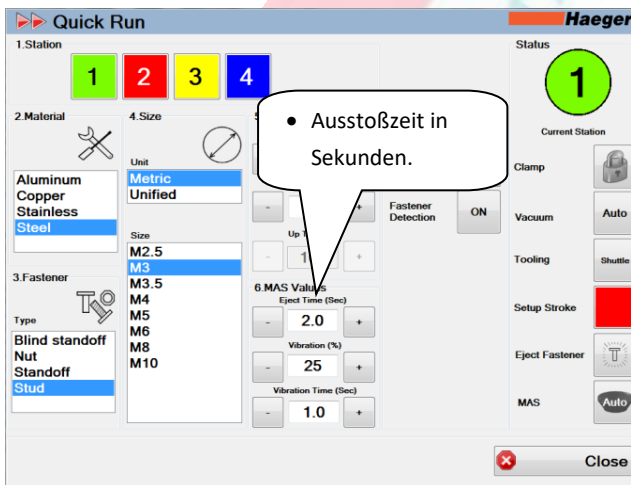 Quick Run
Haeger
1.Station
1
2
3
4
2.Material
Aluminum
Copper
Stainless
Steel
3.Fastener
Type
Blind standoff
Nut
Standoff
Stud
4.Size
Unit
Metric
Unified
Size
M2.5
M3
M3.5
M4
M5
M6
M8
M10
• Ausstoßzeit in
Sekunden.
-
+
-
+
6.MAS Values
Eject Time (Sec)
-
2.0
+
Vibration (%)
-
25
+
Vibration Time (Sec)
-
1.0
+
Fastener
Detection
ON
Status
1
Current Station
Clamp
Vacuum
Auto
Tooling
Shuttle
Setup Stroke
Eject Fastener
MAS
Auto
Close